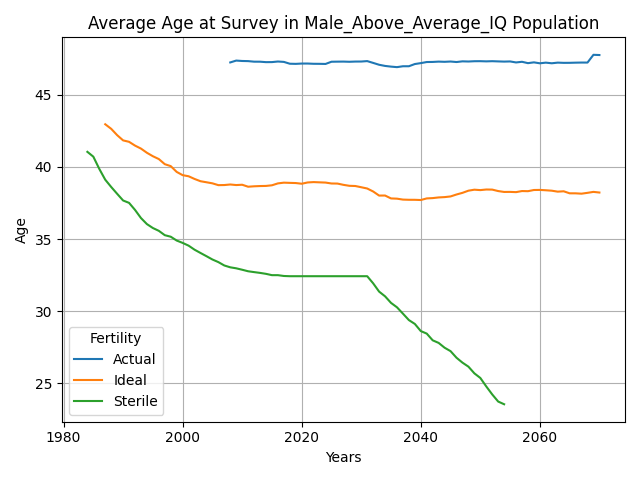 Average Age at Survey in Male_Above_Average_IQ Population
Age
45
40
35
30
25
Fertility
Actual
Ideal
Sterile
1980
2000
2020
2040
2060
Years